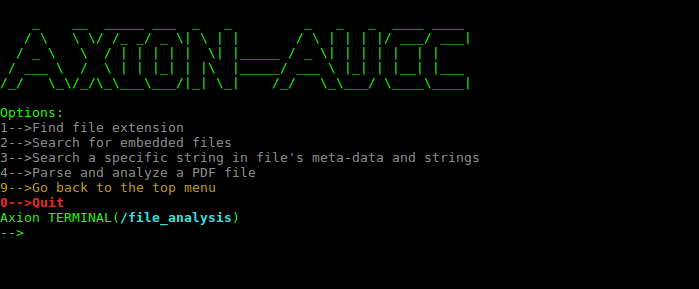 AXION-AUCC
Options:
1-->Find file extension
2-->Search for embedded files
3-->Search a specific string in file's meta-data and strings
4-->Parse and analyze a PDF file
9-->Go back to the top menu
0-->Quit
Axion TERMINAL(/file_analysis)
-->